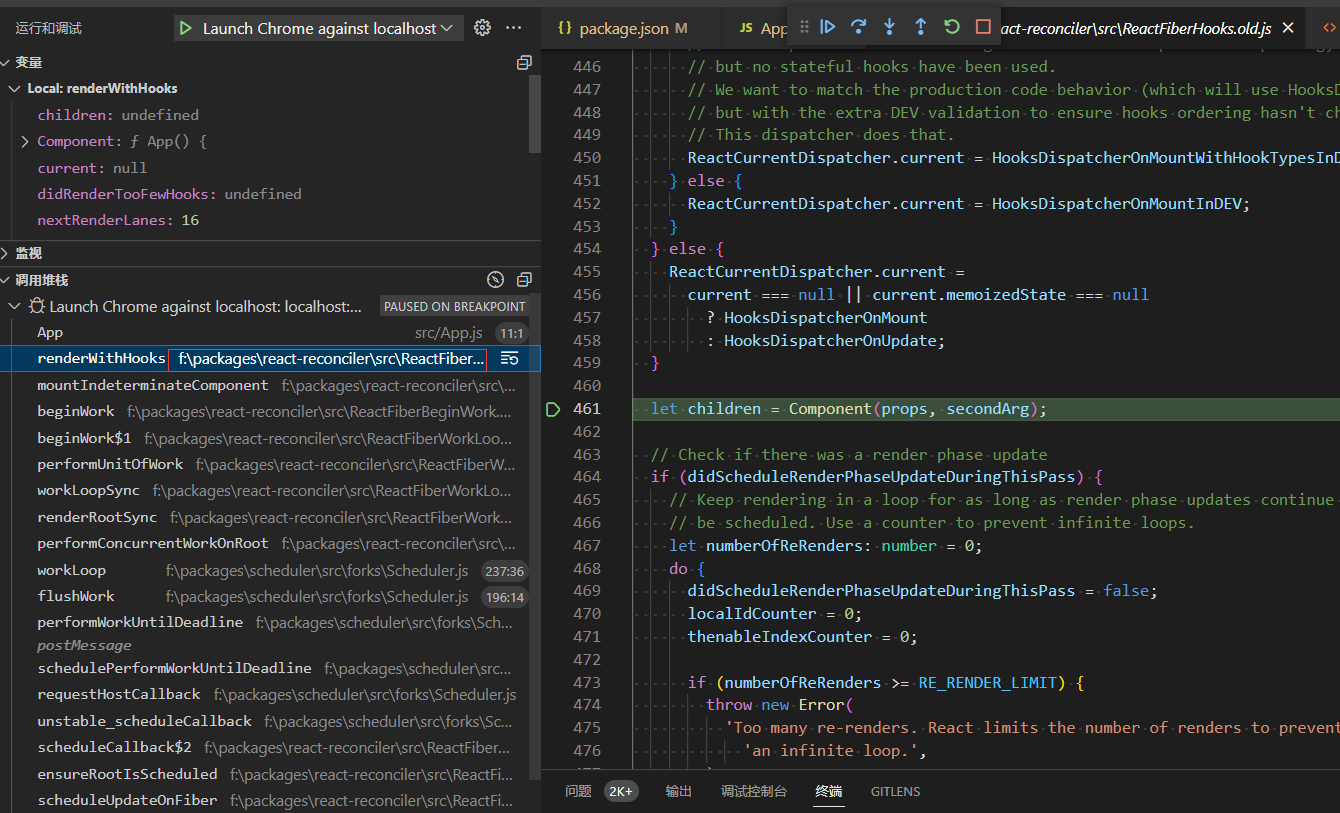 运行和调试
Launch Chrome against localhost
变量
Local: renderWithHooks
children: undefined
Component: ƒ App() {
current: null
didRenderTooFewHooks: undefined
nextRenderLanes: 16
监视
调用堆栈
Launch Chrome against localhost: localhost:...
PAUSED ON BREAKPOINT
App src/App.js 11:1
renderWithHooks f:\packages\react-reconciler\src\ReactFiber...
mountIndeterminateComponent f:\packages\react-reconciler\src\...
beginWork f:\packages\react-reconciler\src\ReactFiberBeginWork....
beginWork$1 f:\packages\react-reconciler\src\ReactFiberWorkLoo...
performUnitOfWork f:\packages\react-reconciler\src\ReactFiberW...
workLoopSync f:\packages\react-reconciler\src\ReactFiberWorkLo...
renderRootSync f:\packages\react-reconciler\src\ReactFiberWork...
performConcurrentWorkOnRoot f:\packages\react-reconciler\src\...
workLoop f:\packages\scheduler\src\forks\Scheduler.js 237:36
flushWork f:\packages\scheduler\src\forks\Scheduler.js 196:14
performWorkUntilDeadline f:\packages\scheduler\src\forks\Sch...
postMessage
schedulePerformWorkUntilDeadline f:\packages\scheduler\src...
requestHostCallback f:\packages\scheduler\src\forks\Scheduler.js
unstable_scheduleCallback f:\packages\scheduler\src\forks\Sc...
scheduleCallback$2 f:\packages\react-reconciler\src\ReactFiber...
ensureRootIsScheduled f:\packages\react-reconciler\src\ReactFi...
scheduleUpdateOnFiber f:\packages\react-reconciler\src\ReactFi...
{} package.json M
JS App
act-reconciler\src\ReactFiberHooks.old.js
446 // but no stateful hooks have been used.
447 // We want to match the production code behavior (which will use HooksD
448 // but with the extra DEV validation to ensure hooks ordering hasn't ch
449 // This dispatcher does that.
450 ReactCurrentDispatcher.current = HooksDispatcherOnMountWithHookTypesInD
451 } else {
452 ReactCurrentDispatcher.current = HooksDispatcherOnMountInDEV;
453 }
454 } else {
455 ReactCurrentDispatcher.current =
456 current === null || current.memoizedState === null
457 ? HooksDispatcherOnMount
458 : HooksDispatcherOnUpdate;
459 }
460
461 let children = Component(props, secondArg);
462
463 // Check if there was a render phase update
464 if (didScheduleRenderPhaseUpdateDuringThisPass) {
465 // Keep rendering in a loop for as long as render phase updates continue
466 // be scheduled. Use a counter to prevent infinite loops.
467 let numberOfReRenders: number = 0;
468 do {
469 didScheduleRenderPhaseUpdateDuringThisPass = false;
470 localIdCounter = 0;
471 thenableIndexCounter = 0;
472
473 if (numberOfReRenders >= RE_RENDER_LIMIT) {
474 throw new Error(
475 'Too many re-renders. React limits the number of renders to prevent
476 'an infinite loop.',
问题 2K+ 输出 调试控制台 终端 GITLENS